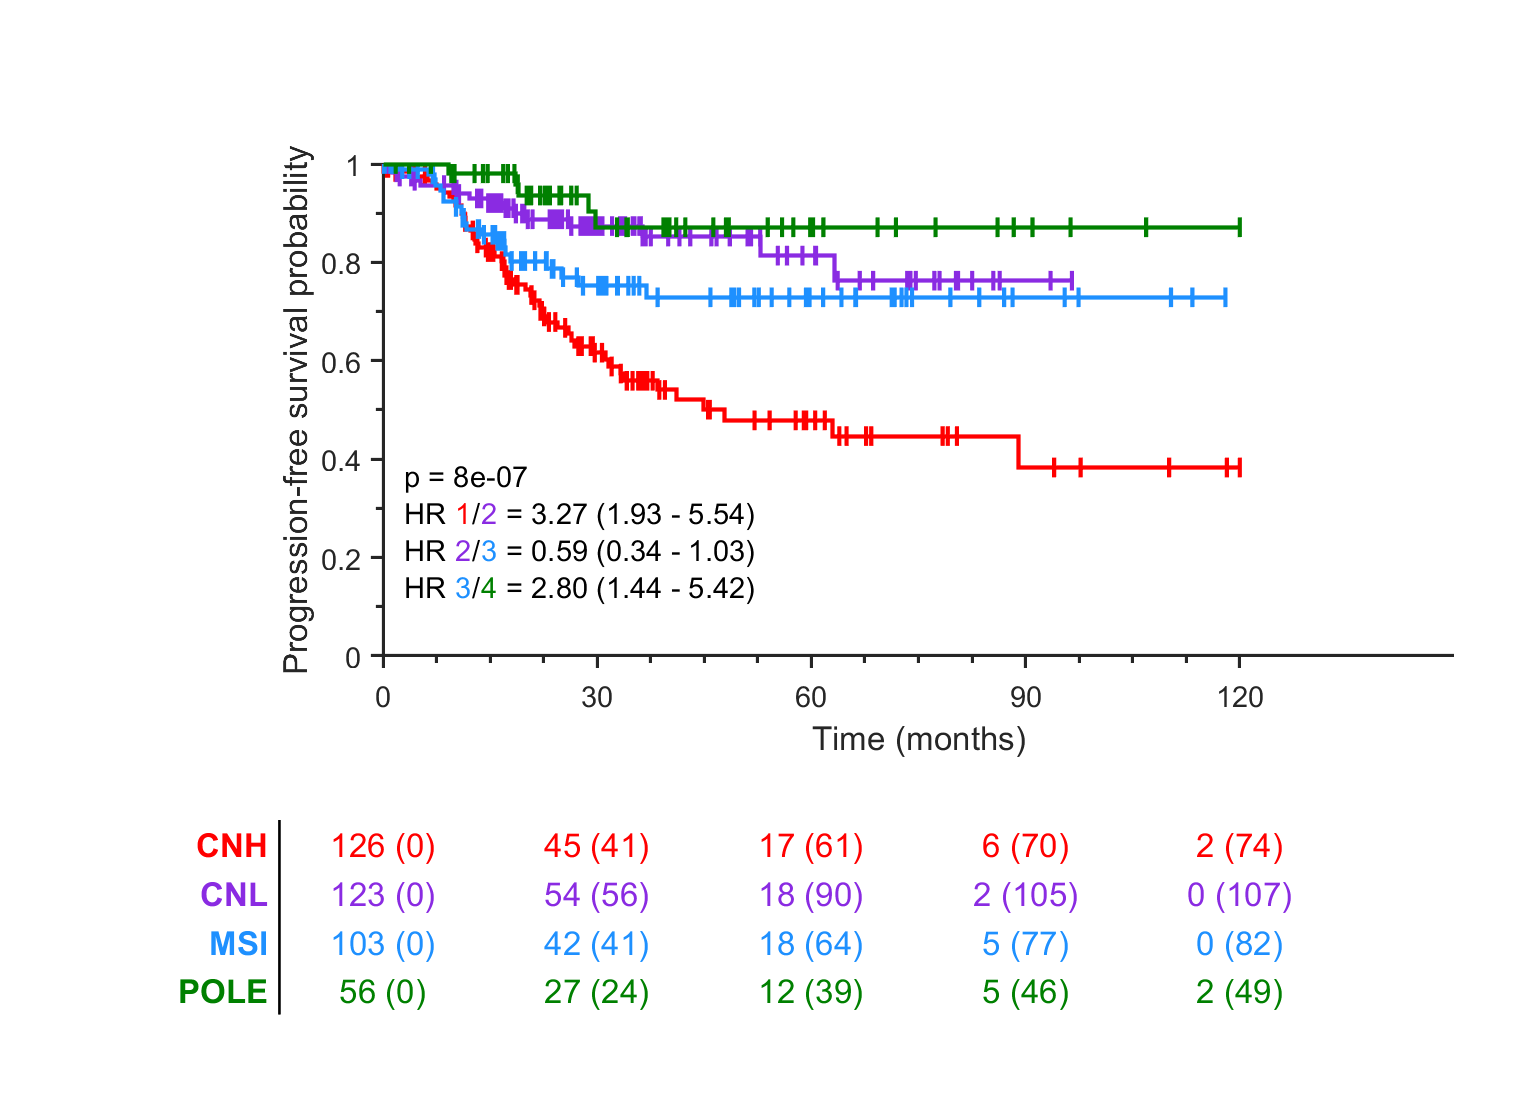 Progression-free survival probability
1
0.8
0.6
0.4
0.2
0
p = 8e-07
HR 1/2 = 3.27 (1.93 - 5.54)
HR 2/3 = 0.59 (0.34 - 1.03)
HR 3/4 = 2.80 (1.44 - 5.42)
0 30 60 90 120
Time (months)
CNH 126 (0) 45 (41) 17 (61) 6 (70) 2 (74)
CNL 123 (0) 54 (56) 18 (90) 2 (105) 0 (107)
MSI 103 (0) 42 (41) 18 (64) 5 (77) 0 (82)
POLE 56 (0) 27 (24) 12 (39) 5 (46) 2 (49)